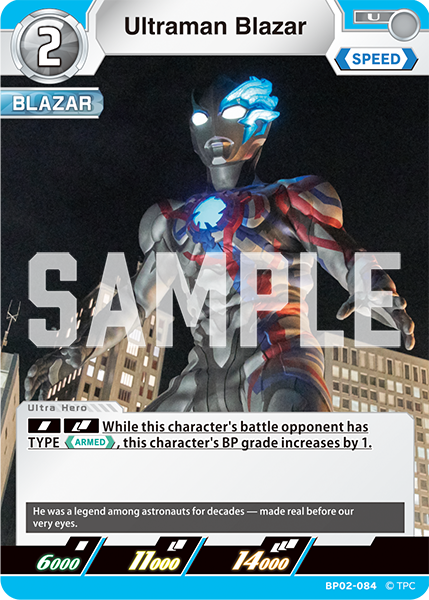 2
Ultraman Blazar
U
SPEED
BLAZAR
SAMPLE
Ultra Hero
While this character's battle opponent has
TYPE ARMED, this character's BP grade increases by 1.
He was a legend among astronauts for decades — made real before our
very eyes.
6000 11000 14000
BP02-084 © TPC